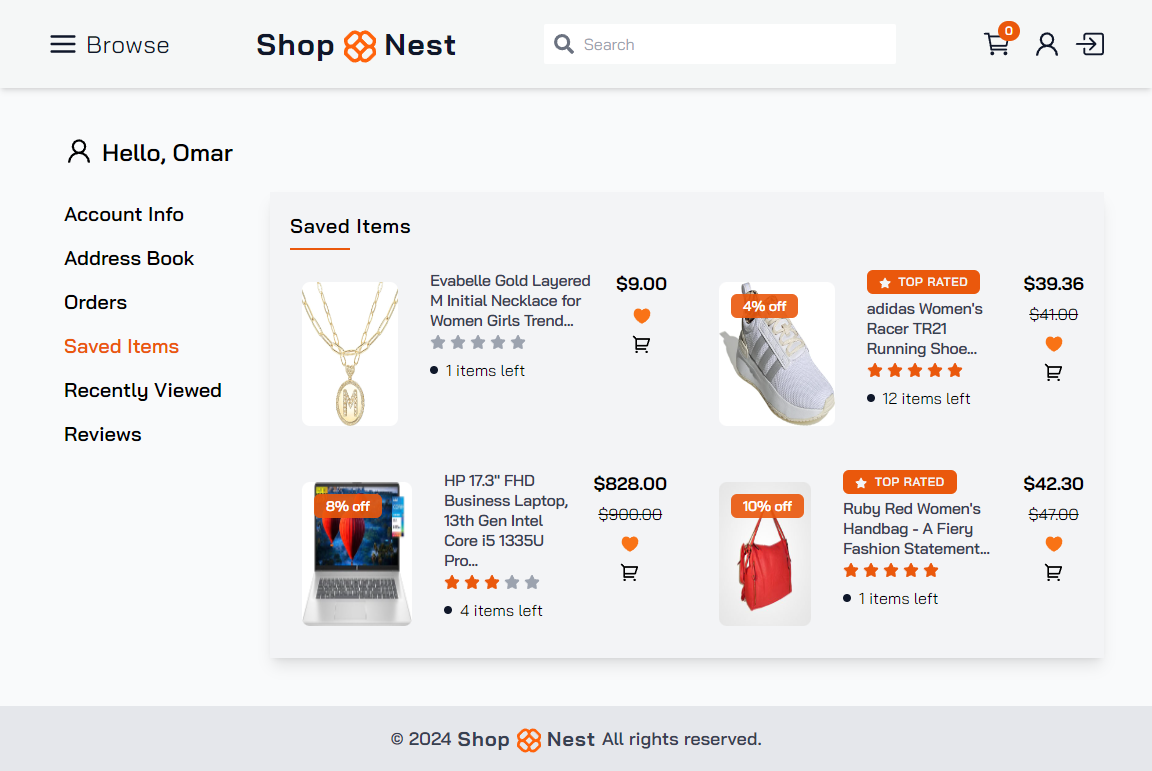 Browse
Shop Nest
Search
0
Hello, Omar
Account Info
Address Book
Orders
Saved Items
Recently Viewed
Reviews
Saved Items
Evabelle Gold Layered
M Initial Necklace for
Women Girls Trend...
1 items left
$9.00
4% off
TOP RATED
adidas Women's
Racer TR21
Running Shoe...
12 items left
$39.36
$41.00
8% off
HP 17.3" FHD
Business Laptop,
13th Gen Intel
Core i5 1335U
Pro...
4 items left
$828.00
$900.00
10% off
TOP RATED
Ruby Red Women's
Handbag - A Fiery
Fashion Statement...
1 items left
$42.30
$47.00
© 2024 Shop Nest All rights reserved.